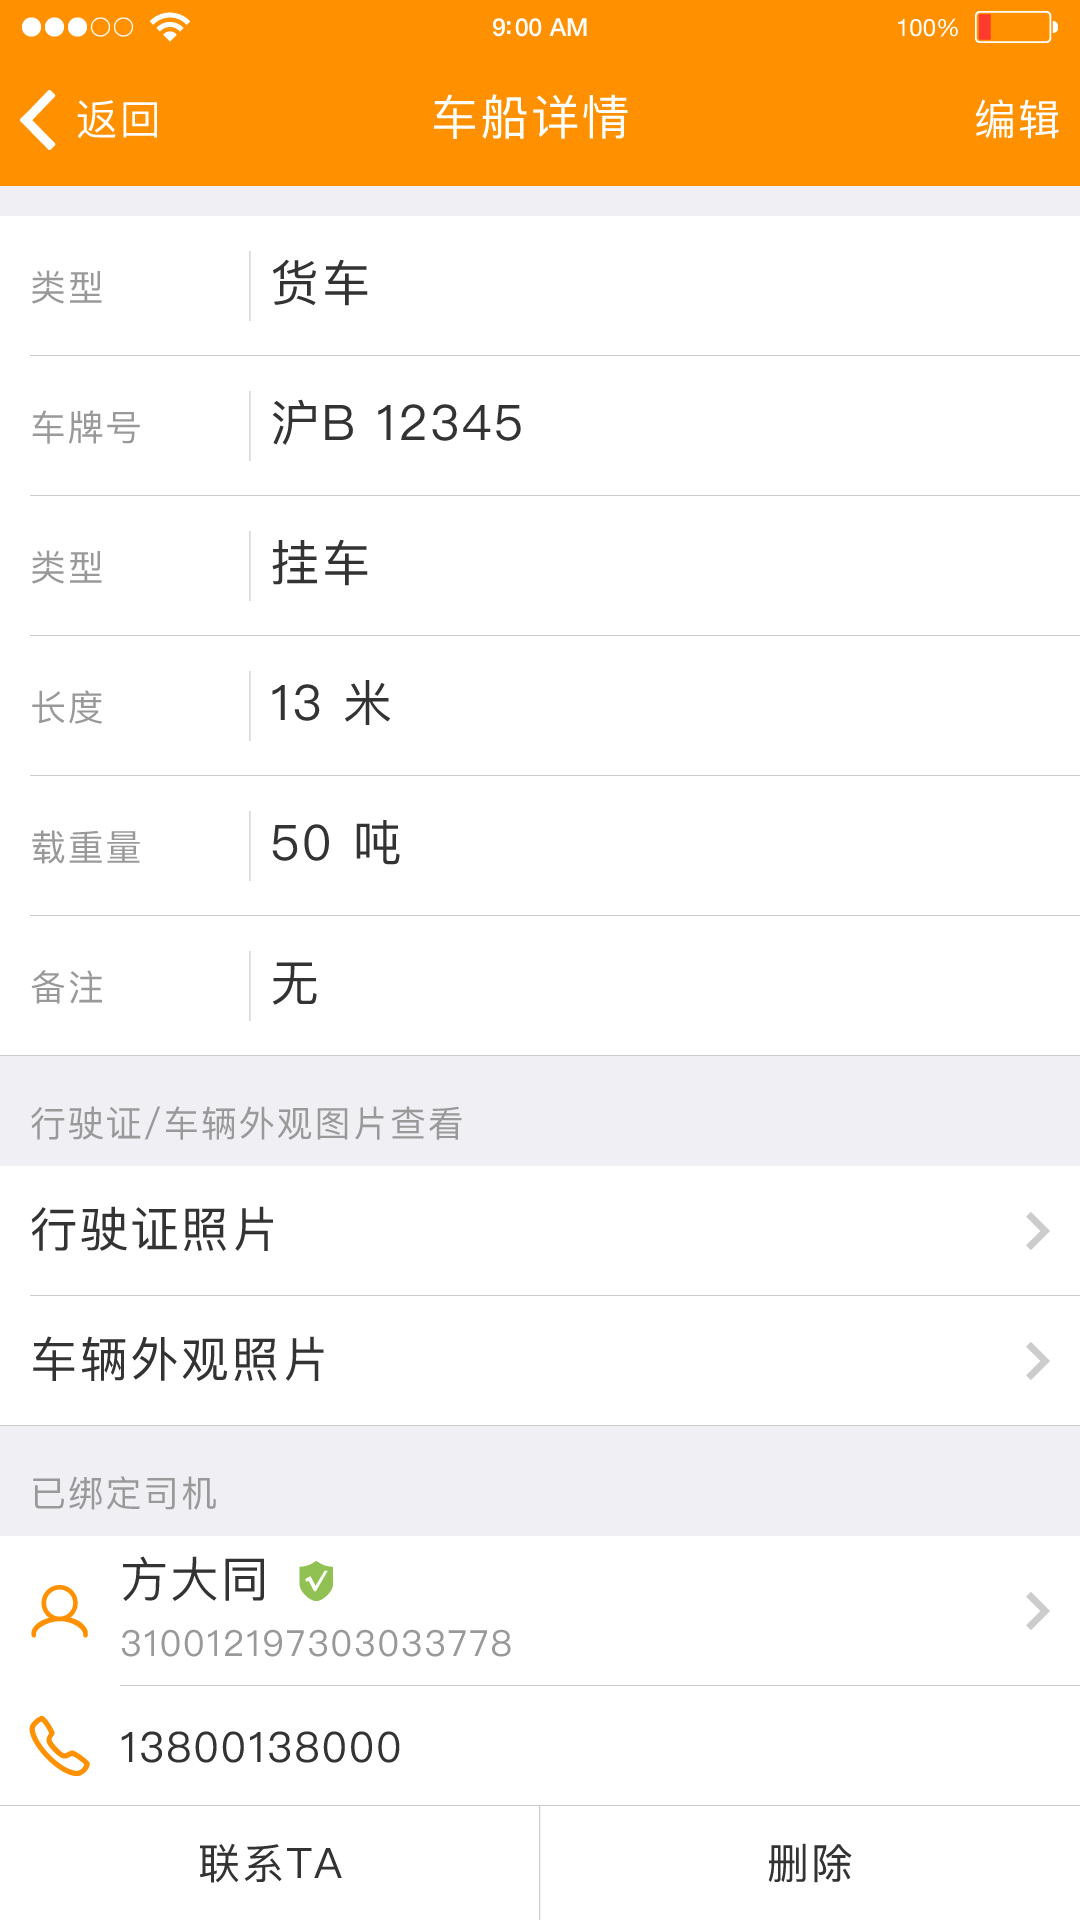 9:00 AM 100%
返回 车船详情 编辑
类型 货车
车牌号 沪B 12345
类型 挂车
长度 13 米
载重量 50 吨
备注 无
行驶证/车辆外观图片查看
行驶证照片
车辆外观照片
已绑定司机
方大同
310012197303033778
13800138000
联系TA 删除